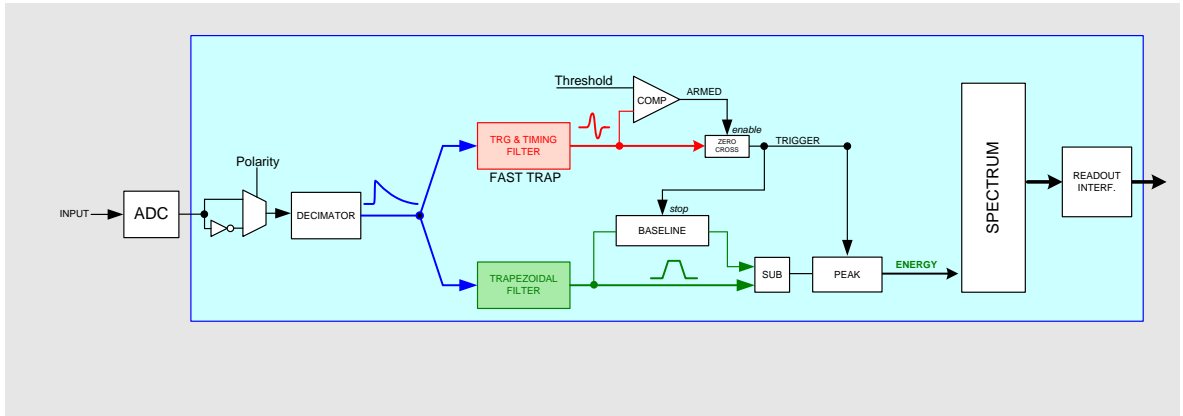 INPUT
ADC
Polarity
DECIMATOR
TRG & TIMING
FILTER
FAST TRAP
Threshold
COMP
ARMED
enable
ZERO
CROSS
TRIGGER
stop
BASELINE
TRAPEZOIDAL
FILTER
SUB
PEAK
ENERGY
SPECTRUM
READOUT
INTERF.